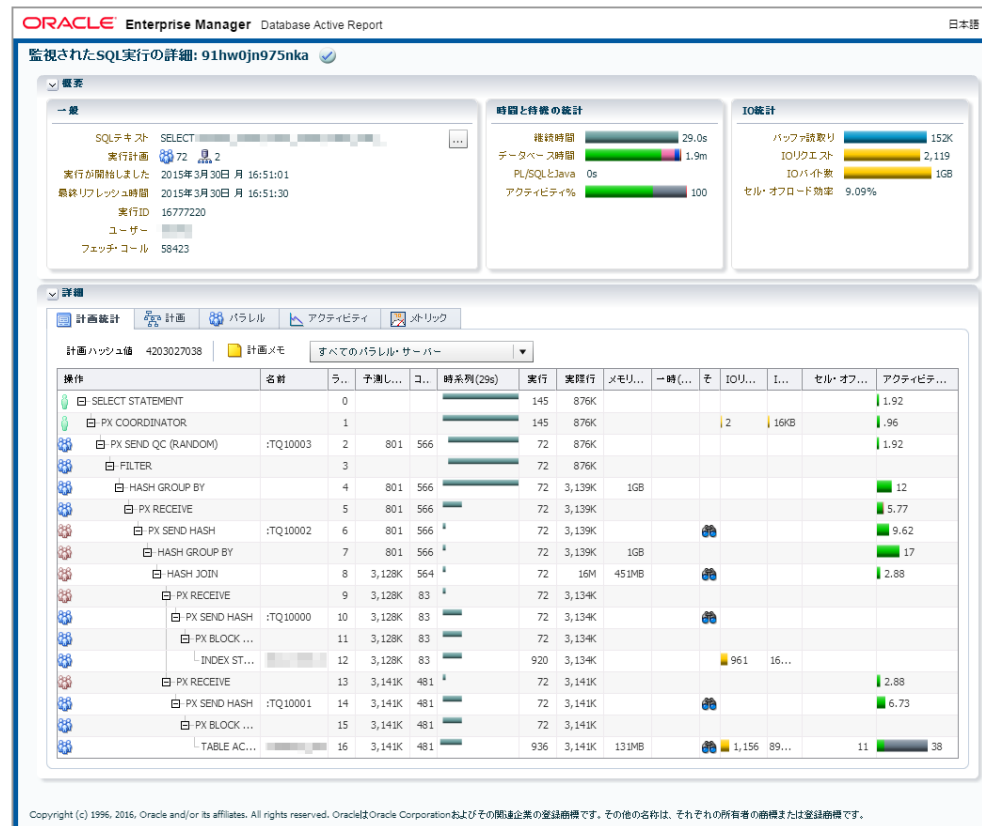 ORACLE Enterprise Manager Database Active Report 日本語
監視されたSQL実行の詳細: 91hw0jn975nka
概要
一般
SQLテキスト SELECT ...
実行計画 72 2
実行が開始しました 2015年3月30日 月 16:51:01
最終リフレッシュ時間 2015年3月30日 月 16:51:30
実行ID 16777220
ユーザー
フェッチ・コール 58423
時間と待機の統計
継続時間 29.0s
データベース時間 1.9m
PL/SQLとJava 0s
アクティビティ% 100
IO統計
バッファ読取り 152K
IOリクエスト 2,119
IOバイト数 1GB
セル・オフロード効率 9.09%
詳細
計画統計 計画 パラレル アクティビティ メトリック
計画ハッシュ値 4203027038 計画メモ すべてのパラレル・サーバー
操作 名前 ラ... 予測し... コ... 時系列(29s) 実行 実際行 メモリ... 一時(... そ IOリ... I... セル・オフ... アクティビテ...
SELECT STATEMENT 0 145 876K 1.92
PX COORDINATOR 1 145 876K 2 16KB .96
PX SEND QC (RANDOM) :TQ10003 2 801 566 72 876K 1.92
FILTER 3 72 876K
HASH GROUP BY 4 801 566 72 3,139K 1GB 12
PX RECEIVE 5 801 566 72 3,139K 5.77
PX SEND HASH :TQ10002 6 801 566 72 3,139K 9.62
HASH GROUP BY 7 801 566 72 3,139K 1GB 17
HASH JOIN 8 3,128K 564 72 16M 451MB 2.88
PX RECEIVE 9 3,128K 83 72 3,134K
PX SEND HASH :TQ10000 10 3,128K 83 72 3,134K
PX BLOCK ... 11 3,128K 83 72 3,134K
INDEX ST... 12 3,128K 83 920 3,134K 961 16...
PX RECEIVE 13 3,141K 481 72 3,141K 2.88
PX SEND HASH :TQ10001 14 3,141K 481 72 3,141K 6.73
PX BLOCK ... 15 3,141K 481 72 3,141K
TABLE AC... 16 3,141K 481 936 3,141K 131MB 1,156 89... 11 38
Copyright (c) 1996, 2016, Oracle and/or its affiliates. All rights reserved. OracleはOracle Corporationおよびその関連企業の登録商標です。その他の名称は、それぞれの所有者の商標または登録商標です。